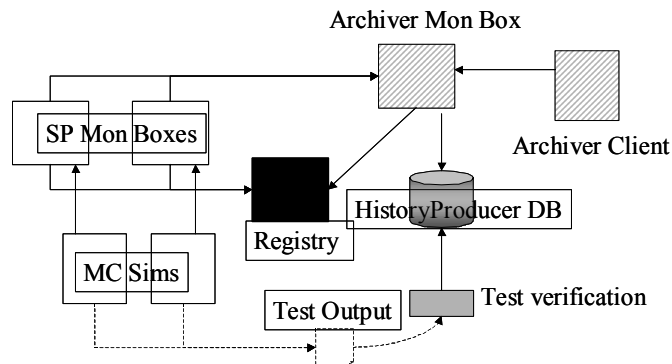 Archiver Mon Box
SP Mon Boxes
Archiver Client
HistoryProducer DB
Registry
MC Sims
Test Output
Test verification